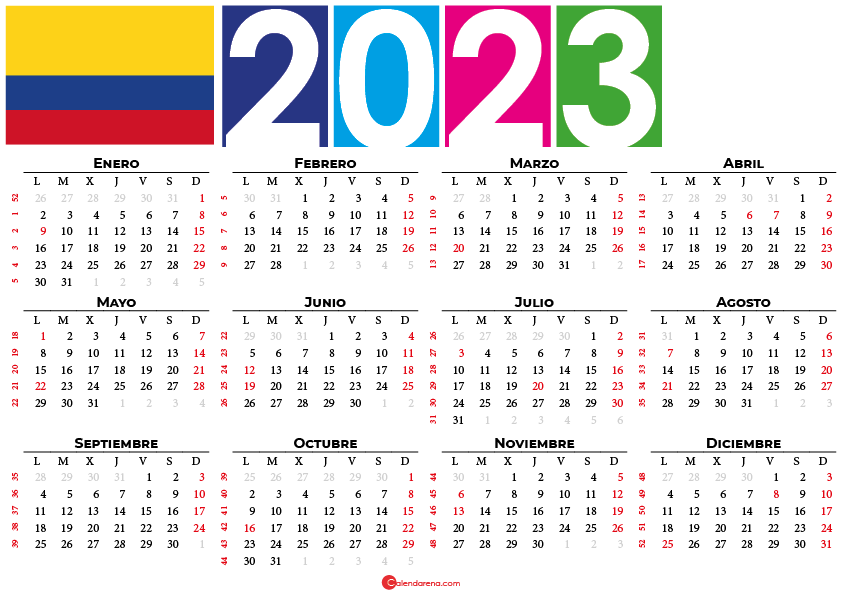 2023
ENERO FEBRERO MARZO ABRIL
L M X J V S D L M X J V S D L M X J V S D L M X J V S D
52 26 27 28 29 30 31 1 5 30 31 1 2 3 4 5 9 27 28 1 2 3 4 5 13 27 28 29 30 31 1 2
1 2 3 4 5 6 7 8 6 6 7 8 9 10 11 12 10 6 7 8 9 10 11 12 14 3 4 5 6 7 8 9
2 9 10 11 12 13 14 15 7 13 14 15 16 17 18 19 11 13 14 15 16 17 18 19 15 10 11 12 13 14 15 16
3 16 17 18 19 20 21 22 8 20 21 22 23 24 25 26 12 20 21 22 23 24 25 26 16 17 18 19 20 21 22 23
4 23 24 25 26 27 28 29 9 27 28 1 2 3 4 5 13 27 28 29 30 31 1 2 17 24 25 26 27 28 29 30
5 30 31 1 2 3 4 5
MAYO JUNIO JULIO AGOSTO
L M X J V S D L M X J V S D L M X J V S D L M X J V S D
18 1 2 3 4 5 6 7 22 29 30 31 1 2 3 4 26 26 27 28 29 30 1 2 31 31 1 2 3 4 5 6
19 8 9 10 11 12 13 14 23 5 6 7 8 9 10 11 27 3 4 5 6 7 8 9 32 7 8 9 10 11 12 13
20 15 16 17 18 19 20 21 24 12 13 14 15 16 17 18 28 10 11 12 13 14 15 16 33 14 15 16 17 18 19 20
21 22 23 24 25 26 27 28 25 19 20 21 22 23 24 25 29 17 18 19 20 21 22 23 34 21 22 23 24 25 26 27
22 29 30 31 1 2 3 4 26 26 27 28 29 30 1 2 30 24 25 26 27 28 29 30 35 28 29 30 31 1 2 3
31 31 1 2 3 4 5 6
SEPTIEMBRE OCTUBRE NOVIEMBRE DICIEMBRE
L M X J V S D L M X J V S D L M X J V S D L M X J V S D
35 28 29 30 31 1 2 3 39 25 26 27 28 29 30 1 44 30 31 1 2 3 4 5 48 27 28 29 30 1 2 3
36 4 5 6 7 8 9 10 40 2 3 4 5 6 7 8 45 6 7 8 9 10 11 12 49 4 5 6 7 8 9 10
37 11 12 13 14 15 16 17 41 9 10 11 12 13 14 15 46 13 14 15 16 17 18 19 50 11 12 13 14 15 16 17
38 18 19 20 21 22 23 24 42 16 17 18 19 20 21 22 47 20 21 22 23 24 25 26 51 18 19 20 21 22 23 24
39 25 26 27 28 29 30 1 43 23 24 25 26 27 28 29 48 27 28 29 30 1 2 3 52 25 26 27 28 29 30 31
44 30 31 1 2 3 4 5
Calendarena.com